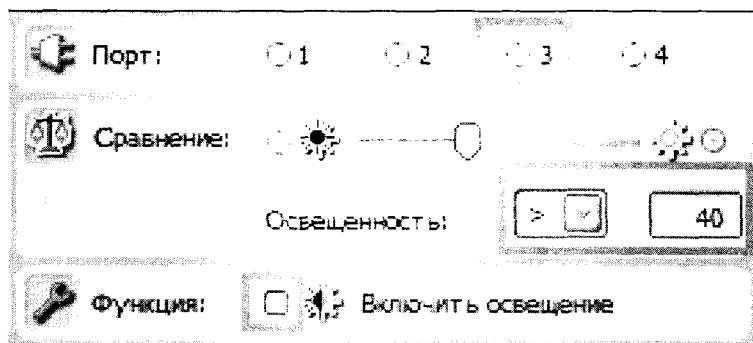 Порт: 1 2 3 4
Сравнение:
Освещенность: > 40
Функция: Включить освещение